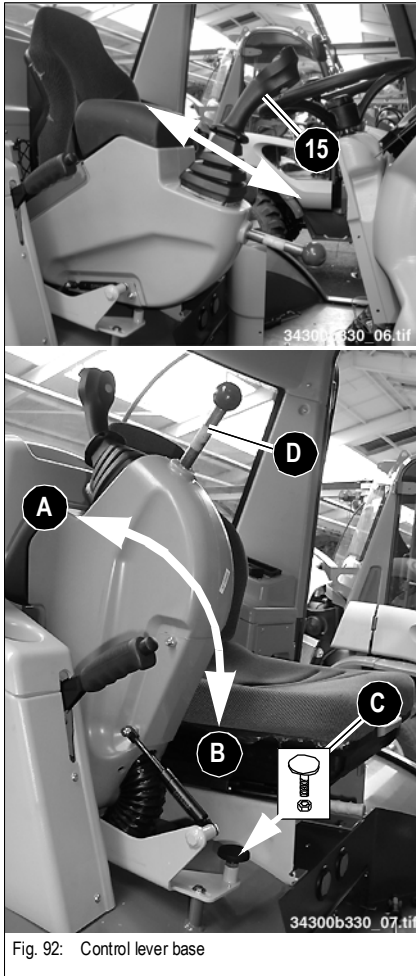 15
34300b330_06.tif
D
A
C
B
34300b330_07.tif
Fig. 92: Control lever base